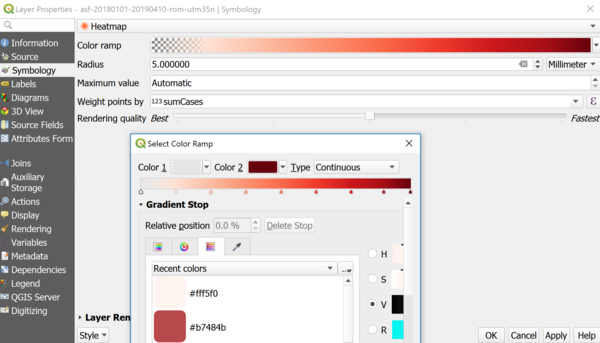 Layer Properties - asf-20180101-20190410-rom-utm35n | Symbology
Heatmap
Information
Source
Symbology
Labels
Diagrams
3D View
Source Fields
Attributes Form
Joins
Auxiliary Storage
Actions
Display
Rendering
Variables
Metadata
Dependencies
Legend
QGIS Server
Digitizing
Color ramp
Radius 5.000000 Millimeter
Maximum value Automatic
Weight points by 123 sumCases ε
Rendering quality Best Fastest
Select Color Ramp
Color 1 Color 2 Type Continuous
Gradient Stop
Relative position 0.0 % Delete Stop
Recent colors ...
#fff5f0
#b7484b
H
S
V
R
Layer Ren
Style OK Cancel Apply Help